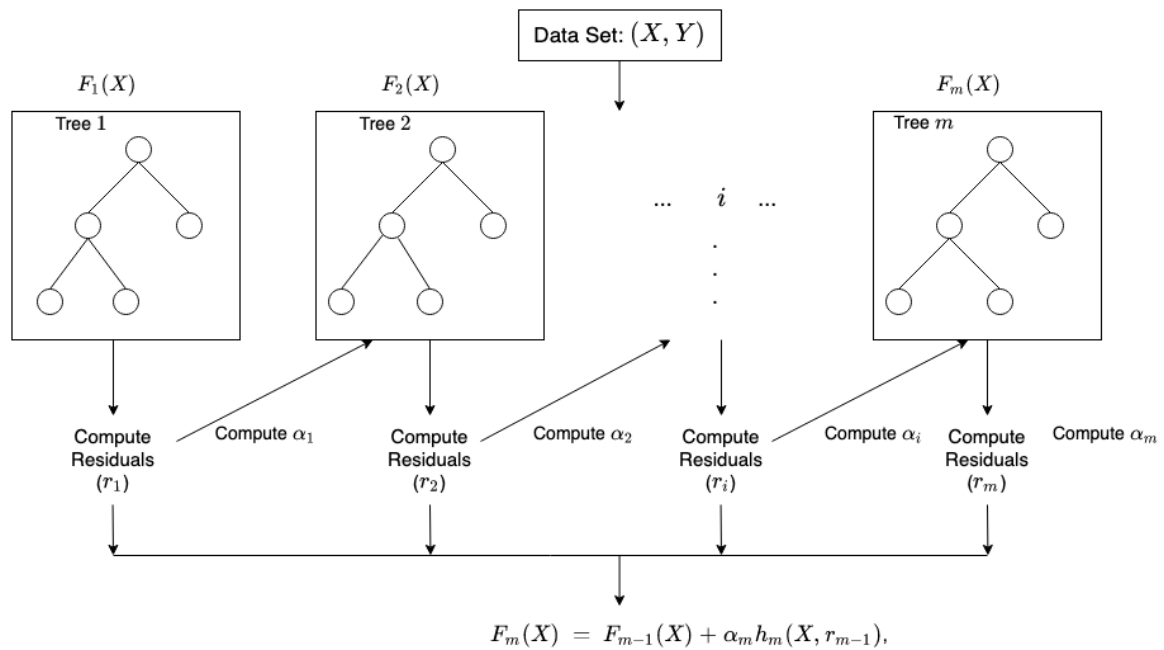 Data Set: (X, Y)
F₁(X)
F₂(X)
Fₘ(X)
Tree 1
Tree 2
Tree m
... i ...
.
.
.
Compute
Residuals
(r₁)
Compute α₁
Compute
Residuals
(r₂)
Compute α₂
Compute
Residuals
(rᵢ)
Compute αᵢ
Compute
Residuals
(rₘ)
Compute αₘ
Fₘ(X) = Fₘ₋₁(X) + αₘhₘ(X, rₘ₋₁),